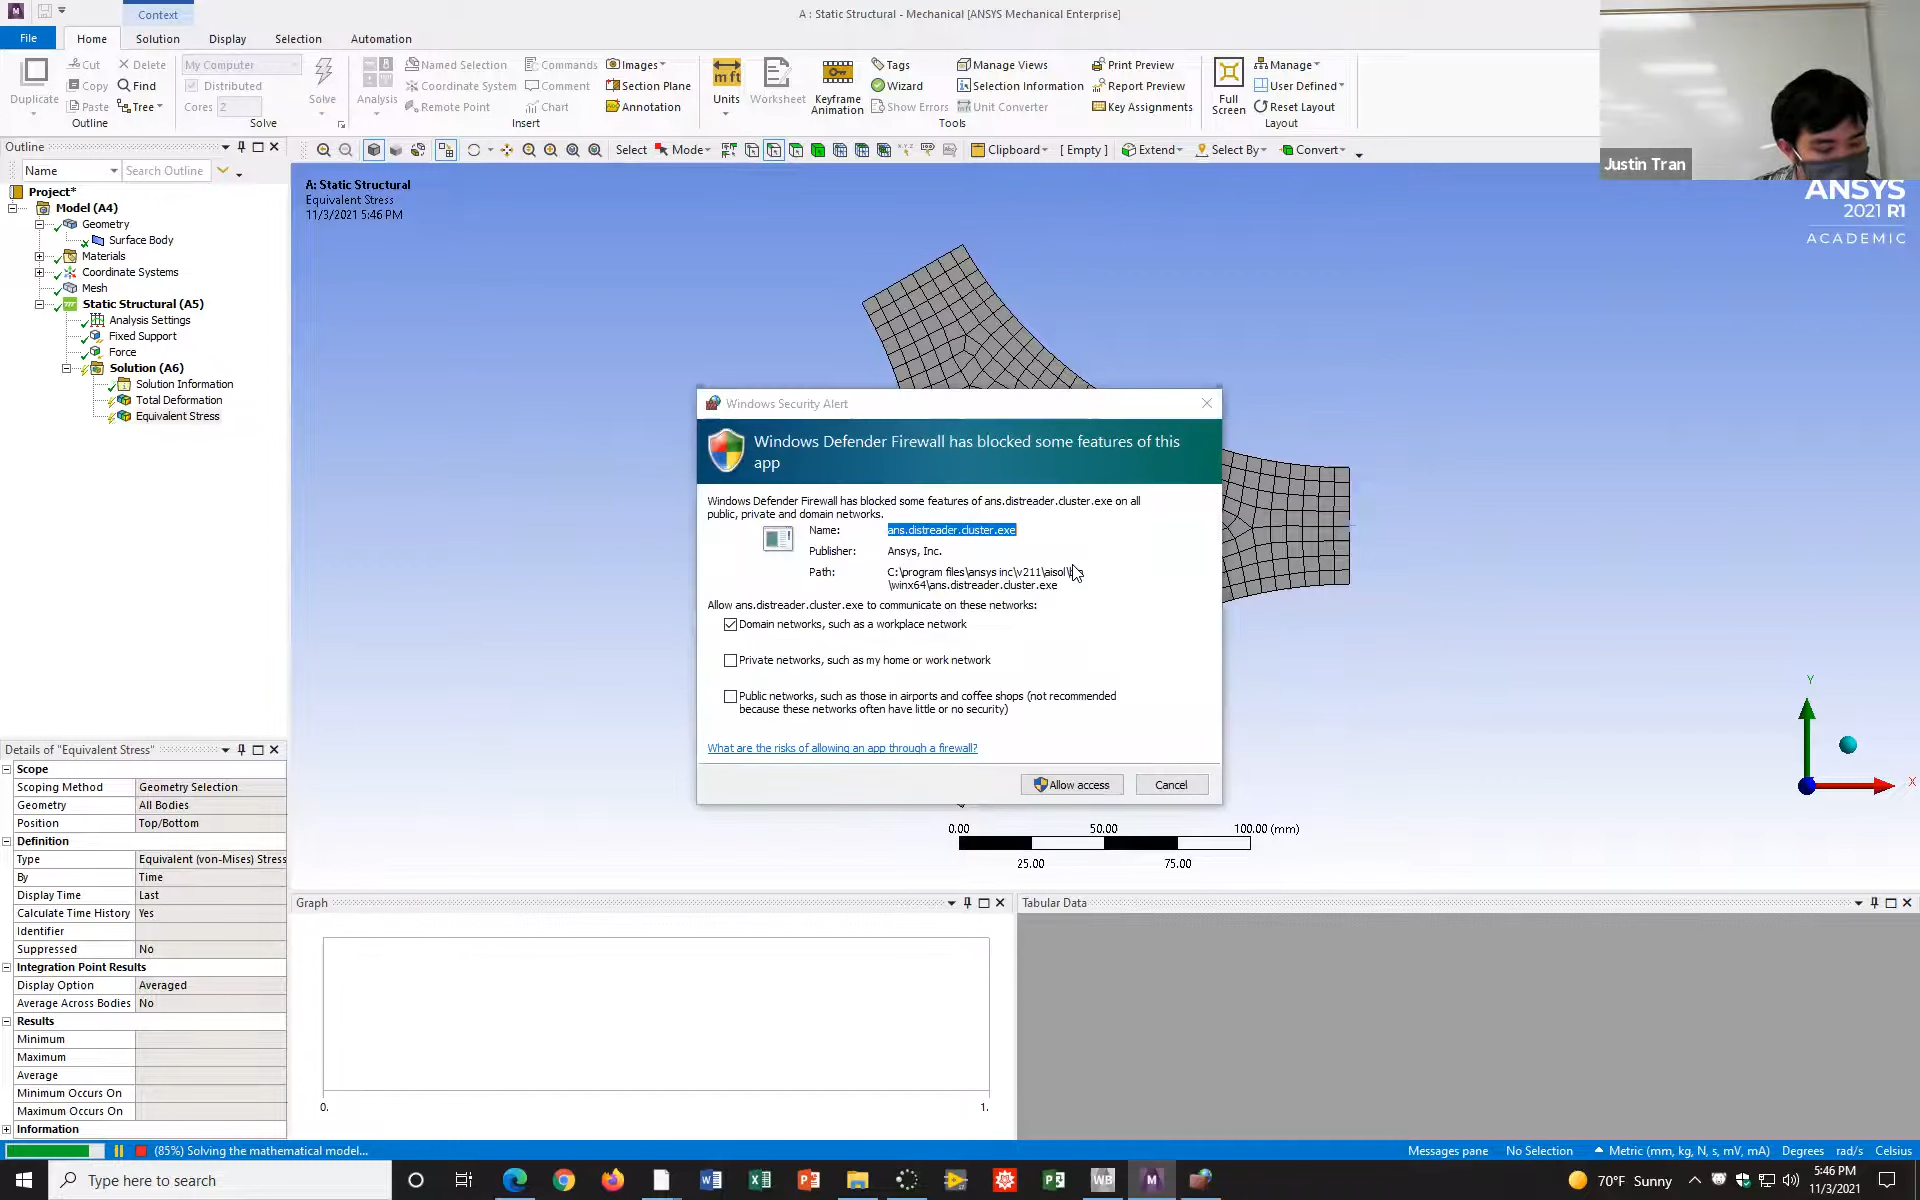 Context
A : Static Structural - Mechanical [ANSYS Mechanical Enterprise]
File Home Solution Display Selection Automation
Duplicate
Cut
Copy
Paste
Delete
Find
Tree
Outline
My Computer
Distributed
Cores 2
Solve
Solve
Analysis
Named Selection
Coordinate System
Remote Point
Commands
Comment
Chart
Images
Section Plane
Annotation
Insert
Units
Worksheet
Keyframe
Animation
Tags
Wizard
Show Errors
Manage Views
Selection Information
Unit Converter
Print Preview
Report Preview
Key Assignments
Tools
Full
Screen
Manage
User Defined
Reset Layout
Layout
Justin Tran
Outline
Name Search Outline
Select Mode Clipboard [ Empty ] Extend Select By Convert
Project*
Model (A4)
Geometry
Surface Body
Materials
Coordinate Systems
Mesh
Static Structural (A5)
Analysis Settings
Fixed Support
Force
Solution (A6)
Solution Information
Total Deformation
Equivalent Stress
A: Static Structural
Equivalent Stress
11/3/2021 5:46 PM
ANSYS
2021 R1
ACADEMIC
Windows Security Alert
Windows Defender Firewall has blocked some features of this
app
Windows Defender Firewall has blocked some features of ans.distreader.cluster.exe on all
public, private and domain networks.
Name: ans.distreader.cluster.exe
Publisher: Ansys, Inc.
Path: C:\program files\ansys inc\v211\aisol\
\winx64\ans.distreader.cluster.exe
Allow ans.distreader.cluster.exe to communicate on these networks:
Domain networks, such as a workplace network
Private networks, such as my home or work network
Public networks, such as those in airports and coffee shops (not recommended
because these networks often have little or no security)
What are the risks of allowing an app through a firewall?
Allow access Cancel
0.00 50.00 100.00 (mm)
25.00 75.00
Y
X
Details of "Equivalent Stress"
Scope
Scoping Method Geometry Selection
Geometry All Bodies
Position Top/Bottom
Definition
Type Equivalent (von-Mises) Stress
By Time
Display Time Last
Calculate Time History Yes
Identifier
Suppressed No
Integration Point Results
Display Option Averaged
Average Across Bodies No
Results
Minimum
Maximum
Average
Minimum Occurs On
Maximum Occurs On
Information
Graph
0. 1.
Tabular Data
(85%) Solving the mathematical model...
Messages pane No Selection Metric (mm, kg, N, s, mV, mA) Degrees rad/s Celsius
Type here to search
70°F Sunny
5:46 PM
11/3/2021